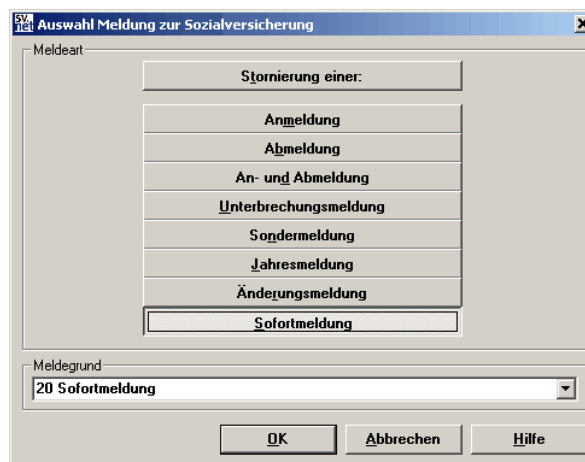 sv.net Auswahl Meldung zur Sozialversicherung
Meldeart
Stornierung einer:
Anmeldung
Abmeldung
An- und Abmeldung
Unterbrechungsmeldung
Sondermeldung
Jahresmeldung
Änderungsmeldung
Sofortmeldung
Meldegrund
20 Sofortmeldung
OK Abbrechen Hilfe